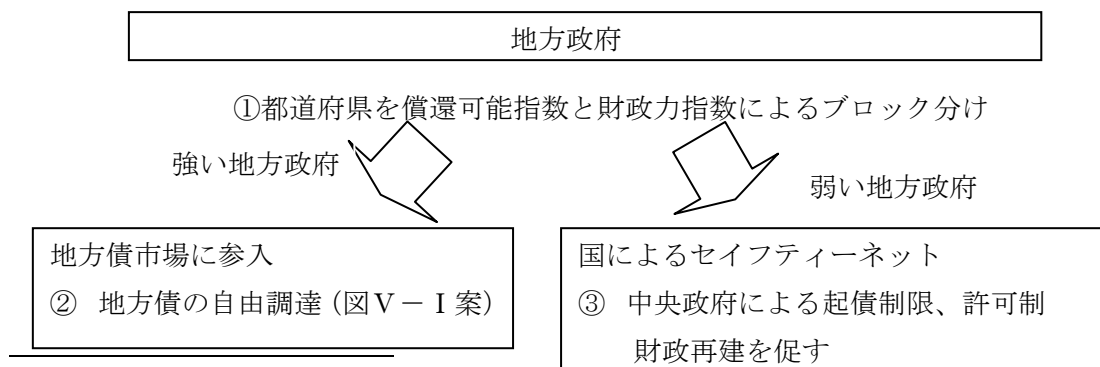 地方政府
①都道府県を償還可能指数と財政力指数によるブロック分け
強い地方政府
弱い地方政府
地方債市場に参入
② 地方債の自由調達（図Ⅴ－Ⅰ案）
国によるセイフティーネット
③ 中央政府による起債制限、許可制
財政再建を促す